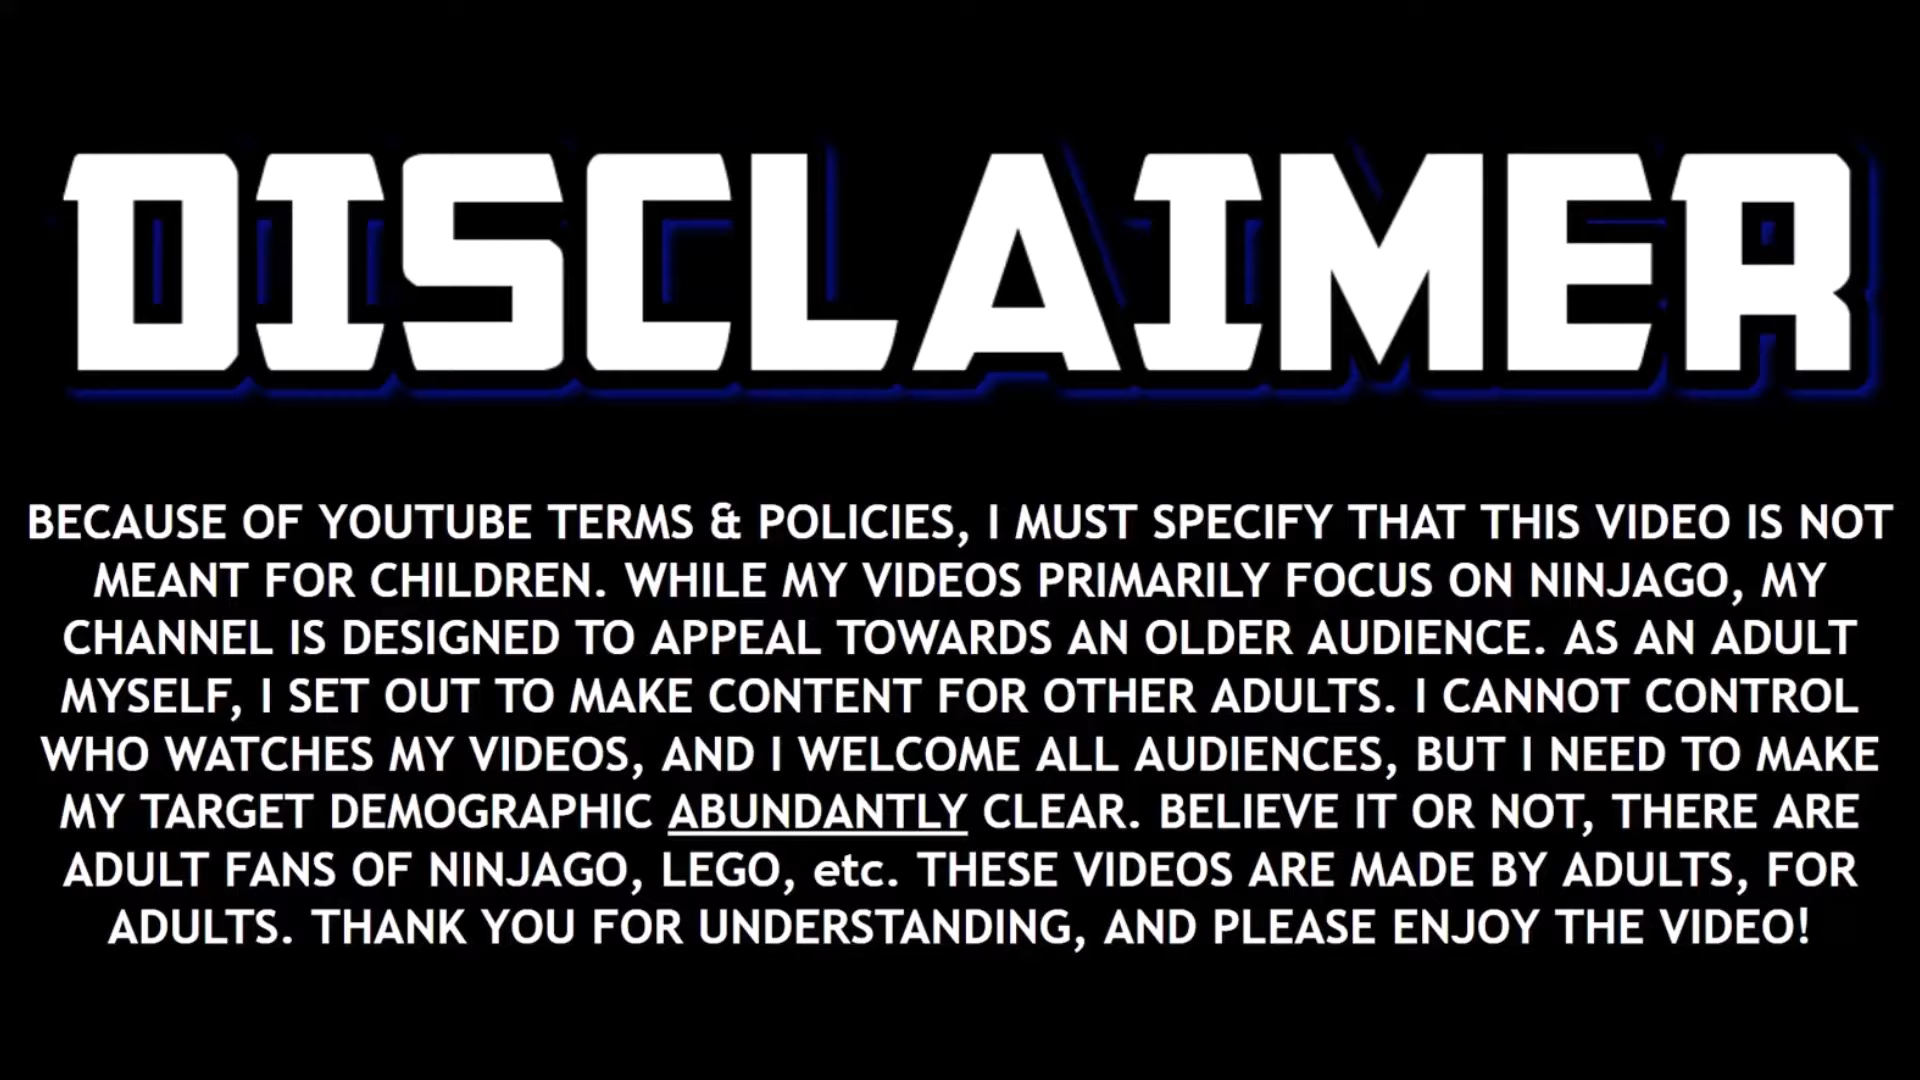 DISCLAIMER
BECAUSE OF YOUTUBE TERMS & POLICIES, I MUST SPECIFY THAT THIS VIDEO IS NOT
MEANT FOR CHILDREN. WHILE MY VIDEOS PRIMARILY FOCUS ON NINJAGO, MY
CHANNEL IS DESIGNED TO APPEAL TOWARDS AN OLDER AUDIENCE. AS AN ADULT
MYSELF, I SET OUT TO MAKE CONTENT FOR OTHER ADULTS. I CANNOT CONTROL
WHO WATCHES MY VIDEOS, AND I WELCOME ALL AUDIENCES, BUT I NEED TO MAKE
MY TARGET DEMOGRAPHIC ABUNDANTLY CLEAR. BELIEVE IT OR NOT, THERE ARE
ADULT FANS OF NINJAGO, LEGO, etc. THESE VIDEOS ARE MADE BY ADULTS, FOR
ADULTS. THANK YOU FOR UNDERSTANDING, AND PLEASE ENJOY THE VIDEO!